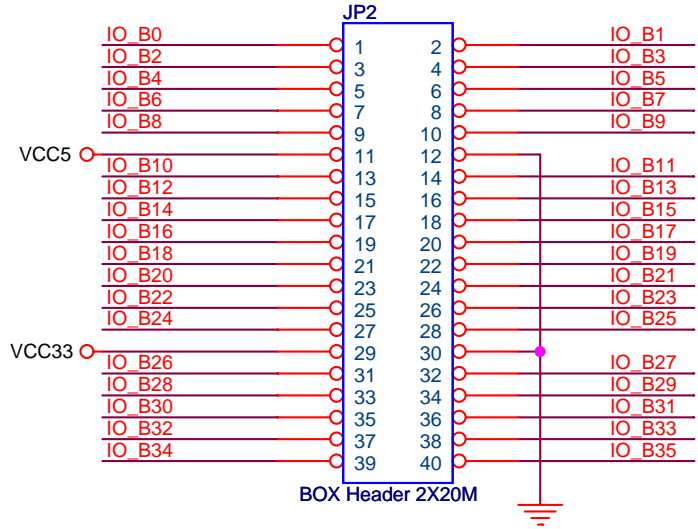 JP2
IO_B0 1 2 IO_B1
IO_B2 3 4 IO_B3
IO_B4 5 6 IO_B5
IO_B6 7 8 IO_B7
IO_B8 9 10 IO_B9
VCC5 11 12
IO_B10 13 14 IO_B11
IO_B12 15 16 IO_B13
IO_B14 17 18 IO_B15
IO_B16 19 20 IO_B17
IO_B18 21 22 IO_B19
IO_B20 23 24 IO_B21
IO_B22 25 26 IO_B23
IO_B24 27 28 IO_B25
VCC33 29 30
IO_B26 31 32 IO_B27
IO_B28 33 34 IO_B29
IO_B30 35 36 IO_B31
IO_B32 37 38 IO_B33
IO_B34 39 40 IO_B35
BOX Header 2X20M